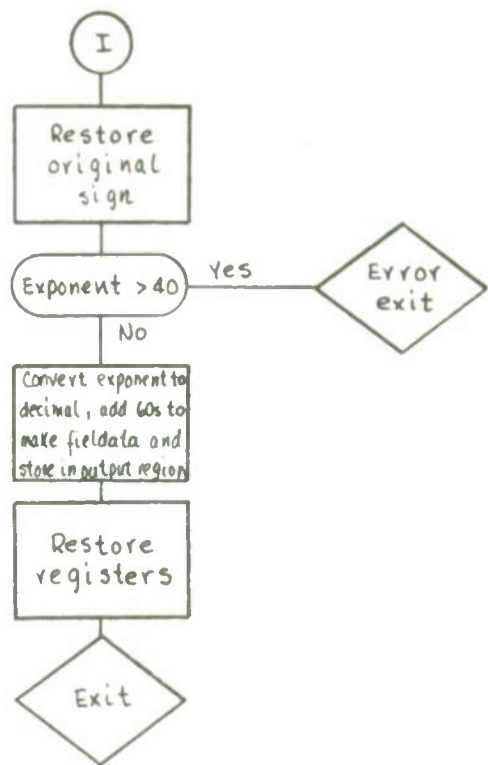 I
Restore
original
sign
Exponent >40
Yes
Error
exit
No
Convert exponent to
decimal, add 60s to
make fieldata and
store in output region
Restore
registers
Exit